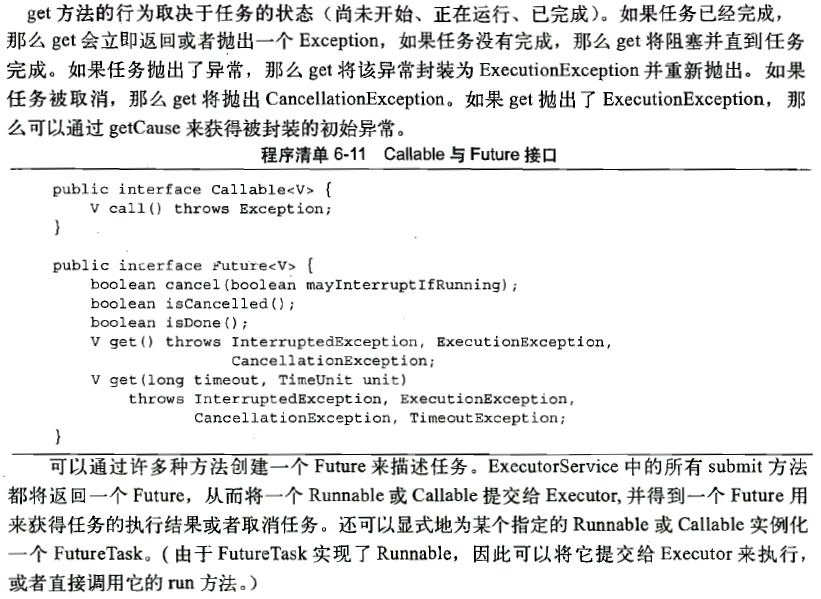 get 方法的行为取决于任务的状态（尚未开始、正在运行、已完成）。如果任务已经完成，
那么 get 会立即返回或者抛出一个 Exception，如果任务没有完成，那么 get 将阻塞并直到任务
完成。如果任务抛出了异常，那么 get 将该异常封装为 ExecutionException 并重新抛出。如果
任务被取消，那么 get 将抛出 CancellationException。如果 get 抛出了 ExecutionException，那
么可以通过 getCause 来获得被封装的初始异常。
程序清单 6-11 Callable 与 Future 接口
public interface Callable<V> {
    V call() throws Exception;
}
public interface Future<V> {
    boolean cancel(boolean mayInterruptIfRunning);
    boolean isCancelled();
    boolean isDone();
    V get() throws InterruptedException, ExecutionException,
                   CancellationException;
    V get(long timeout, TimeUnit unit)
        throws InterruptedException, ExecutionException,
               CancellationException, TimeoutException;
}
可以通过许多种方法创建一个 Future 来描述任务。ExecutorService 中的所有 submit 方法
都将返回一个 Future，从而将一个 Runnable 或 Callable 提交给 Executor, 并得到一个 Future 用
来获得任务的执行结果或者取消任务。还可以显式地为某个指定的 Runnable 或 Callable 实例化
一个 FutureTask。( 由于 FutureTask 实现了 Runnable，因此可以将它提交给 Executor 来执行，
或者直接调用它的 run 方法。）